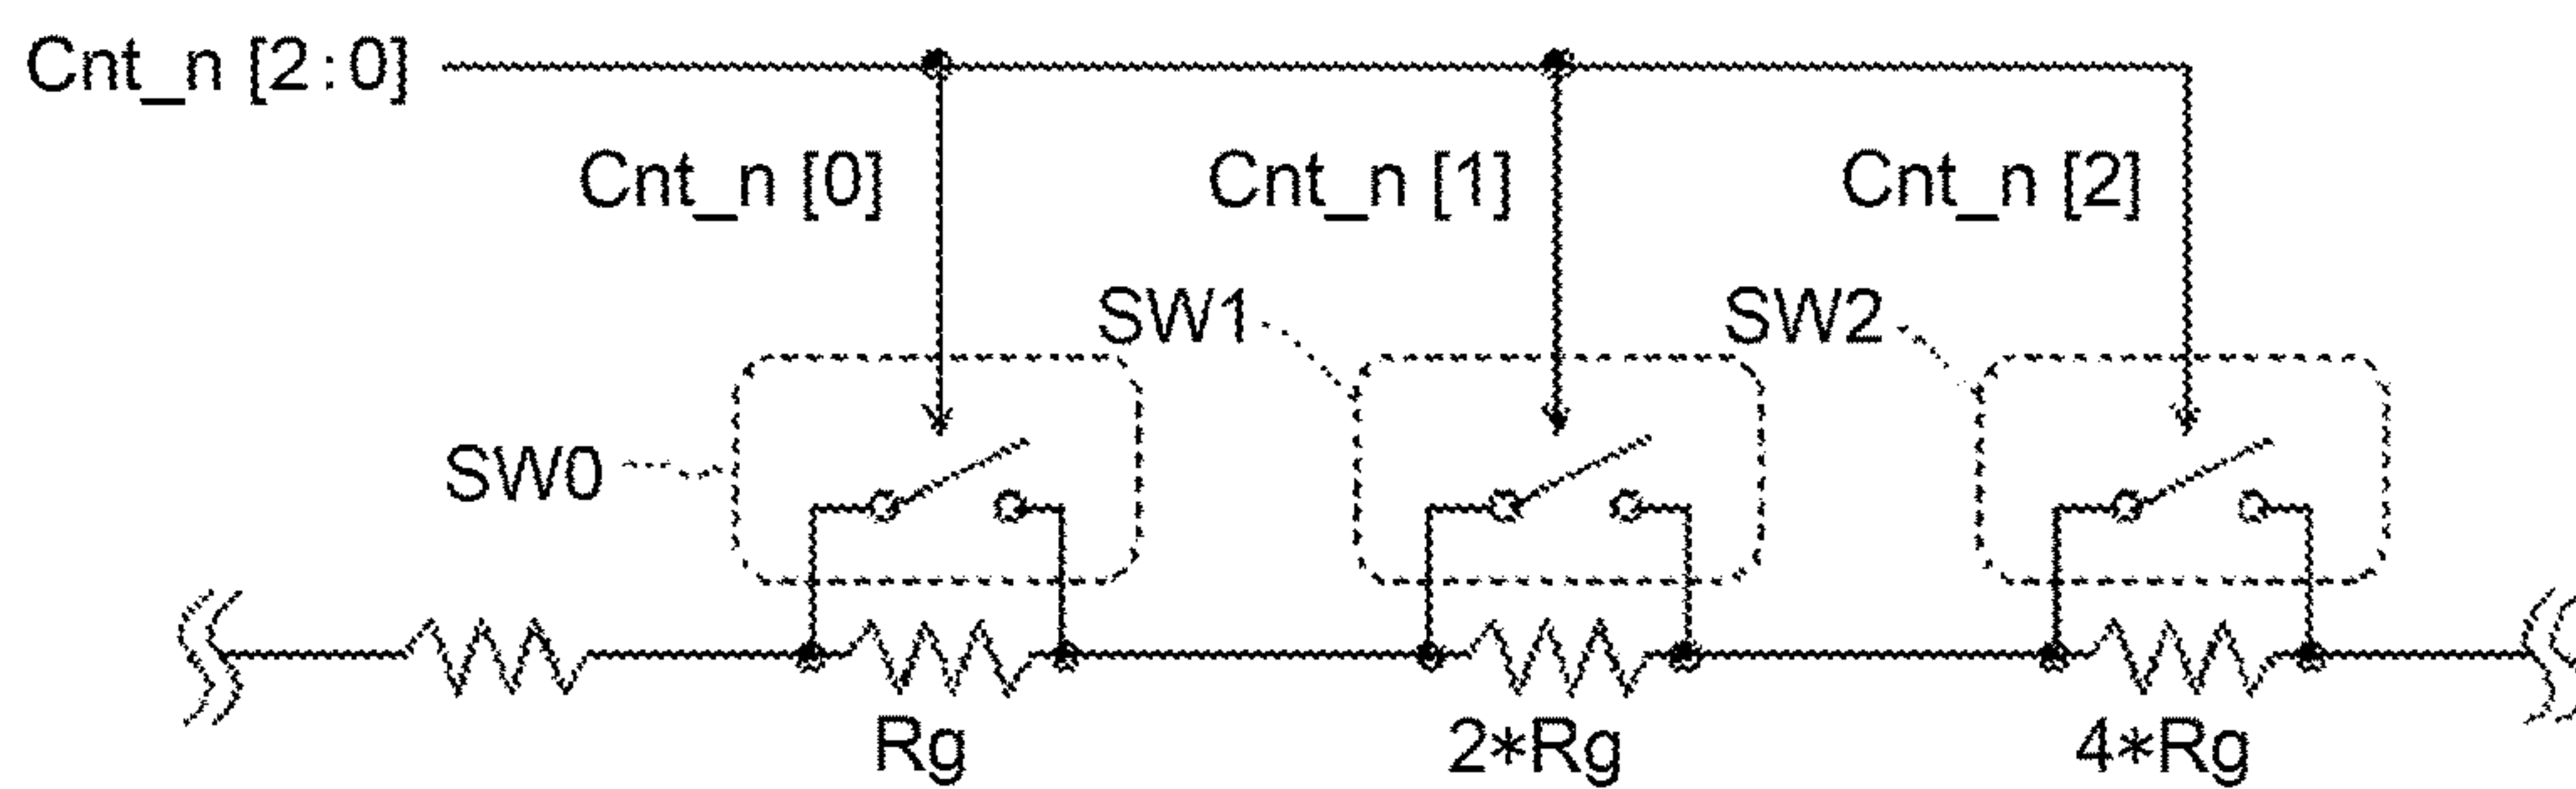 Cnt_n [2:0]
Cnt_n [0]
Cnt_n [1]
Cnt_n [2]
SW1
SW2
SW0
Rg
2*Rg
4*Rg